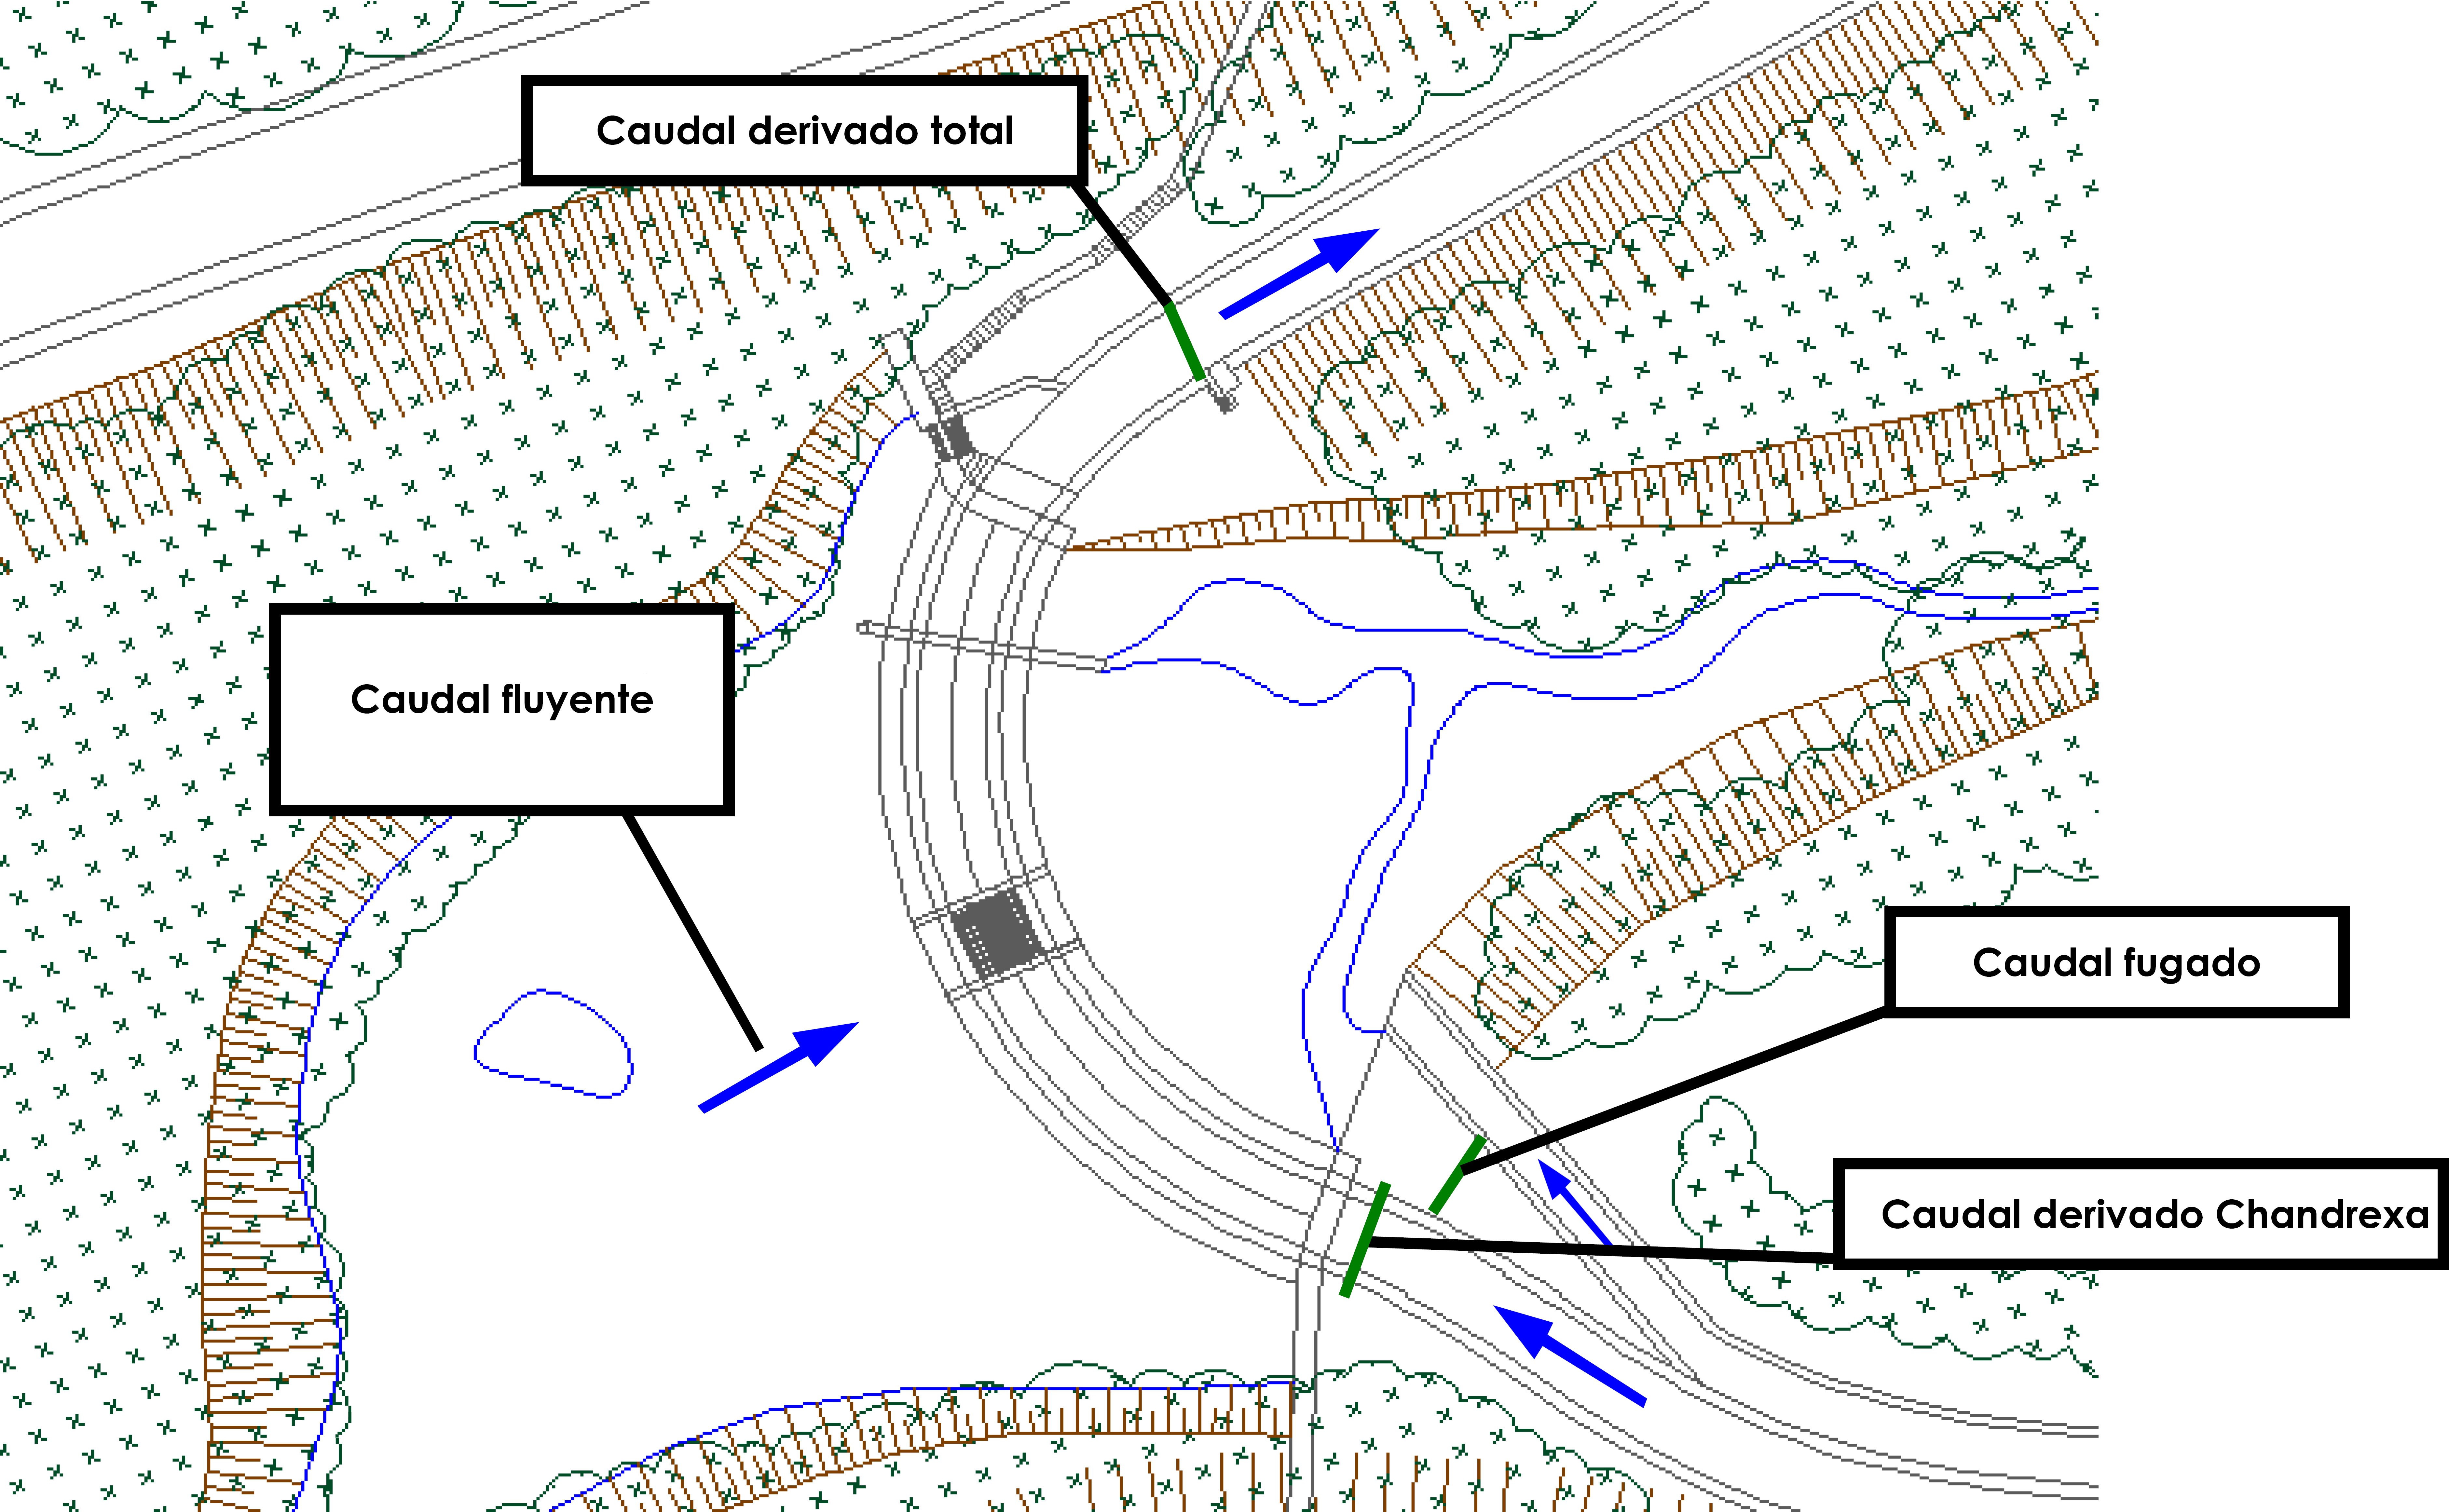 Caudal derivado total
Caudal fluyente
Caudal fugado
Caudal derivado Chandrexa